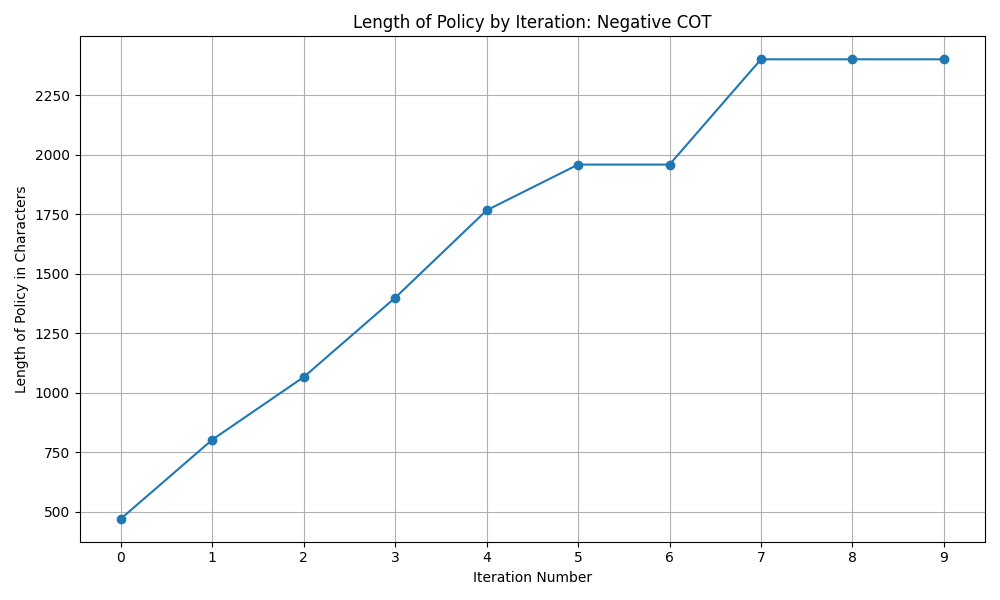 Length of Policy by Iteration: Negative COT
Length of Policy in Characters
2250
2000
1750
1500
1250
1000
750
500
0 1 2 3 4 5 6 7 8 9
Iteration Number